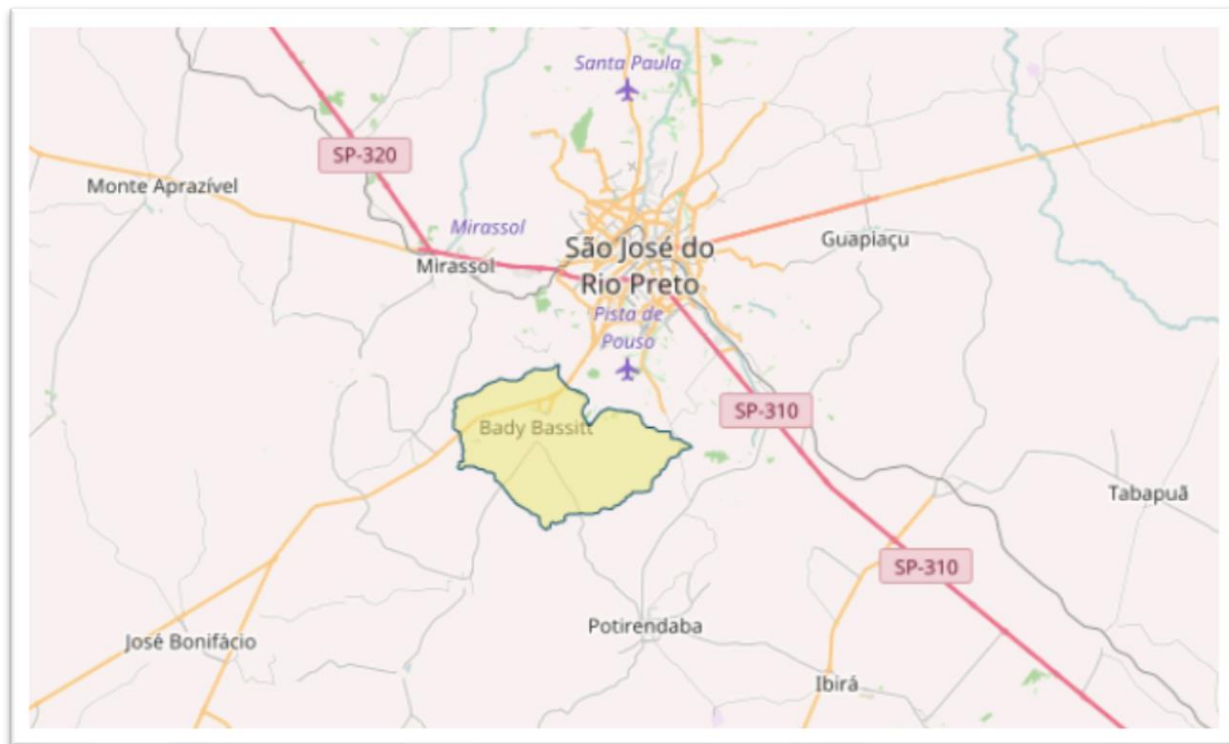 Santa Paula
SP-320
Monte Aprazível
Mirassol
Mirassol
São José do
Rio Preto
Guapiaçu
Pista de
Pouso
SP-310
Bady Bassitt
Tabapuã
SP-310
Potirendaba
José Bonifácio
Ibirá